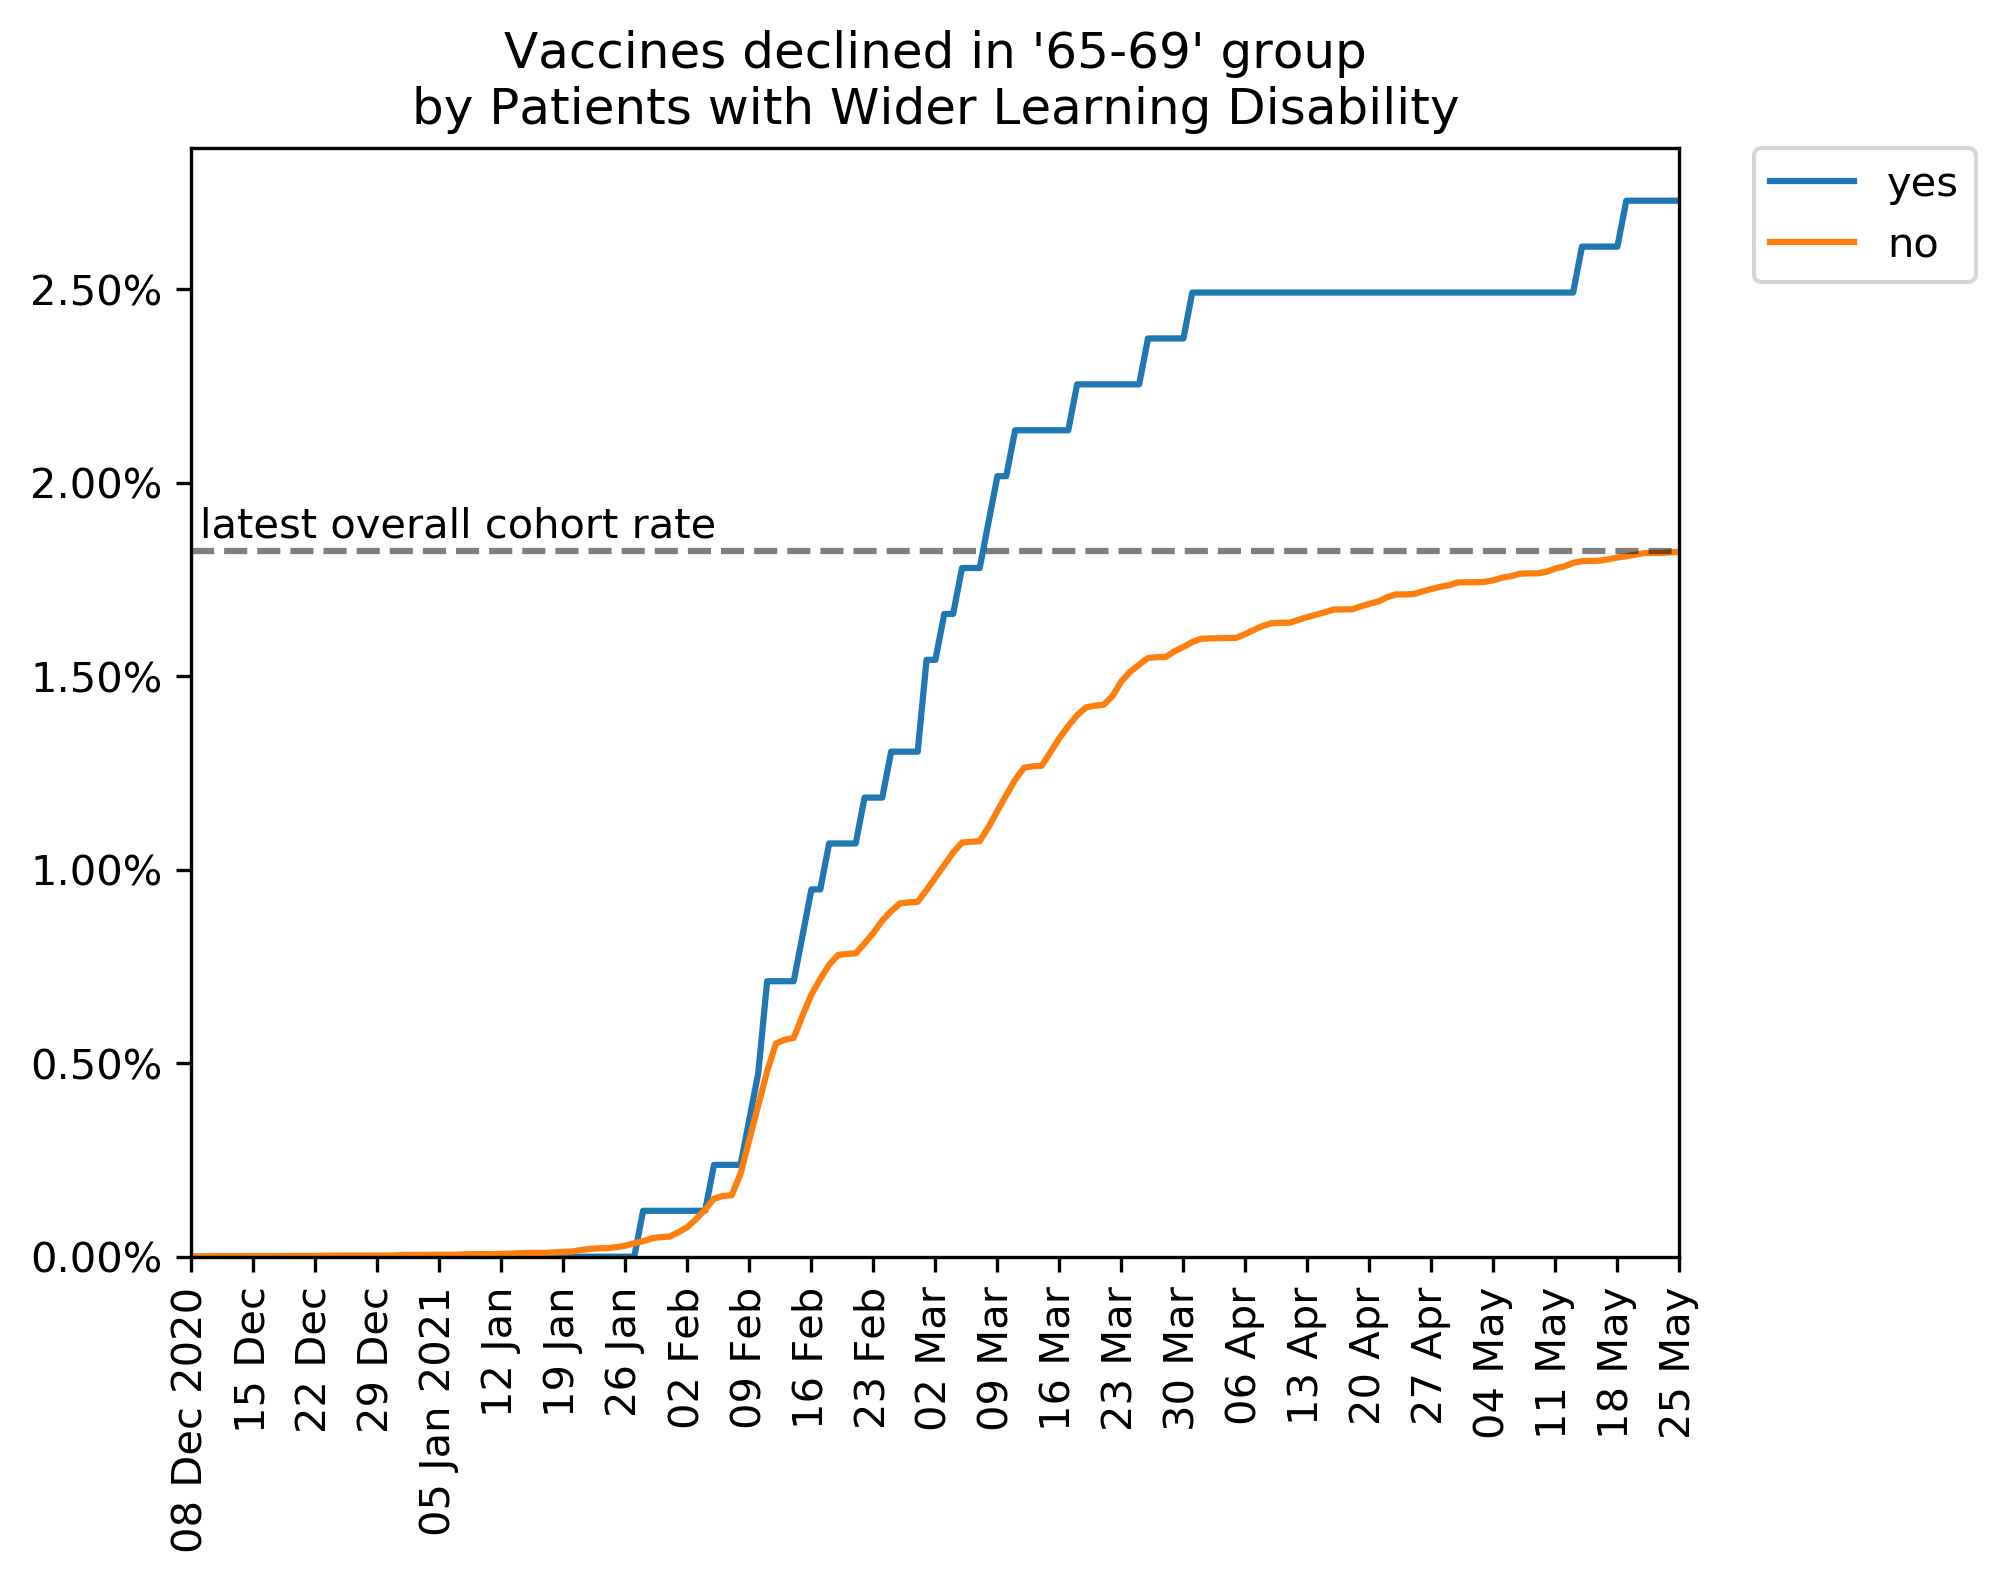 Vaccines declined in '65-69' group
by Patients with Wider Learning Disability
yes
no
2.50%
2.00%
latest overall cohort rate
1.50%
1.00%
0.50%
0.00%
08 Dec 2020
15 Dec
22 Dec
29 Dec
05 Jan 2021
12 Jan
19 Jan
26 Jan
02 Feb
09 Feb
16 Feb
23 Feb
02 Mar
09 Mar
16 Mar
23 Mar
30 Mar
06 Apr
13 Apr
20 Apr
27 Apr
04 May
11 May
18 May
25 May